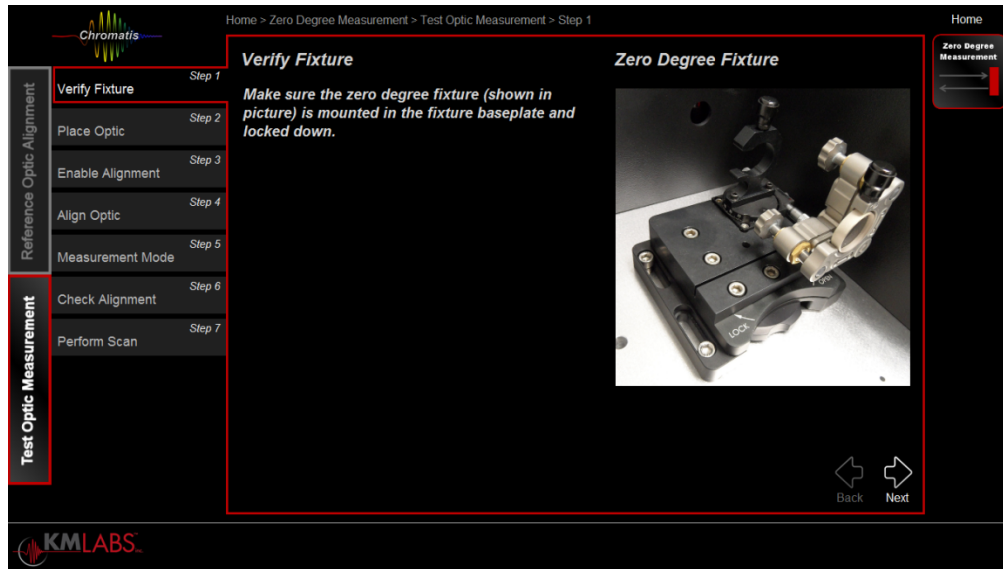 Chromatis
Home > Zero Degree Measurement > Test Optic Measurement > Step 1
Home
Zero Degree
Measurement
Reference Optic Alignment
Test Optic Measurement
Step 1
Verify Fixture
Step 2
Place Optic
Step 3
Enable Alignment
Step 4
Align Optic
Step 5
Measurement Mode
Step 6
Check Alignment
Step 7
Perform Scan
Verify Fixture
Make sure the zero degree fixture (shown in
picture) is mounted in the fixture baseplate and
locked down.
Zero Degree Fixture
OPEN
LOCK
Back
Next
KMLABS